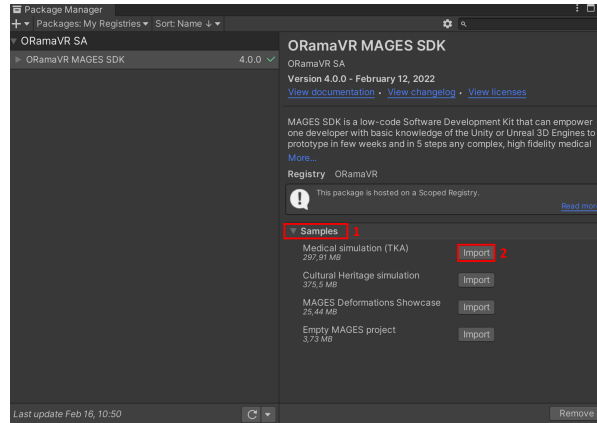 Package Manager
+ ▾ Packages: My Registries ▾ Sort: Name ↓ ▾
ORamaVR SA
ORamaVR MAGES SDK 4.0.0 ✓
ORamaVR MAGES SDK
ORamaVR SA
Version 4.0.0 - February 12, 2022
View documentation • View changelog • View licenses
MAGES SDK is a low-code Software Development Kit that can empower
one developer with basic knowledge of the Unity or Unreal 3D Engines to
prototype in few weeks and in 5 steps any complex, high fidelity medical
More...
Registry ORamaVR
This package is hosted on a Scoped Registry.
Read more
Samples 1
Medical simulation (TKA) Import 2
297,91 MB
Cultural Heritage simulation Import
375,5 MB
MAGES Deformations Showcase Import
25,44 MB
Empty MAGES project Import
3,73 MB
Last update Feb 16, 10:50
Remove